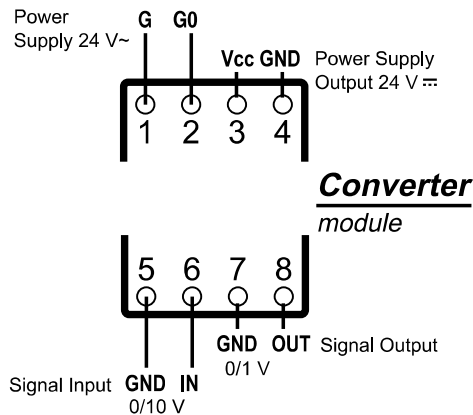 Power Supply 24 V~
G G0
Vcc GND
Power Supply Output 24 V ⎓
1 2 3 4
Converter
module
5 6 7 8
GND OUT Signal Output
0/1 V
Signal Input GND IN
0/10 V